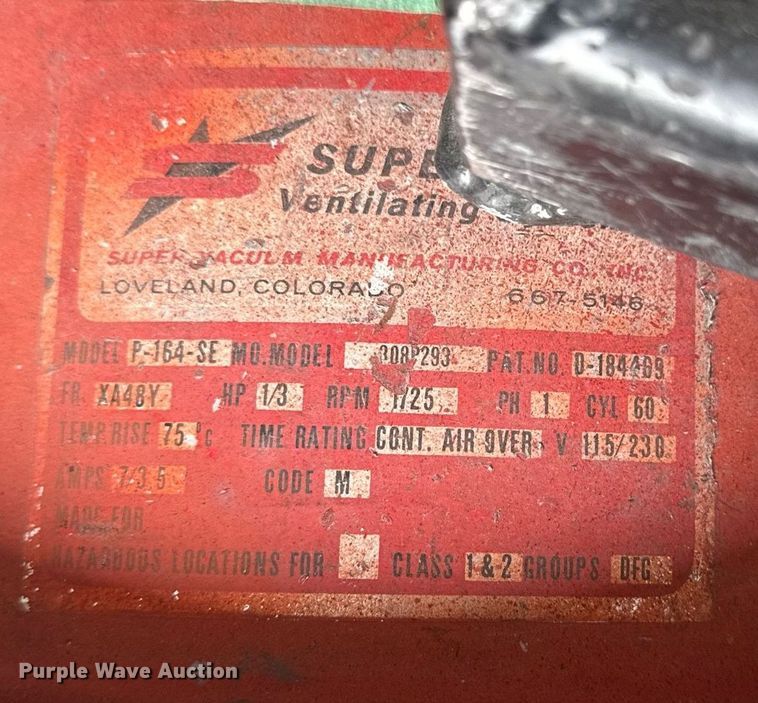 SUPE
Ventilating
SUPER VACUUM MANUFACTURING CO., INC.
LOVELAND, COLORADO 667-5146
MODEL P-164-SE MO. MODEL PAT. NO. D-184469
FR. XA48Y HP 1/3 RPM 1725 PH 1 CYL 60
TEMP. RISE 75 °C TIME RATING CONT. AIR OVER V 115/230
AMPS 7/3.5 CODE M
MADE FOR
HAZARDOUS LOCATIONS FOR CLASS 1 & 2 GROUPS DFG
Purple Wave Auction